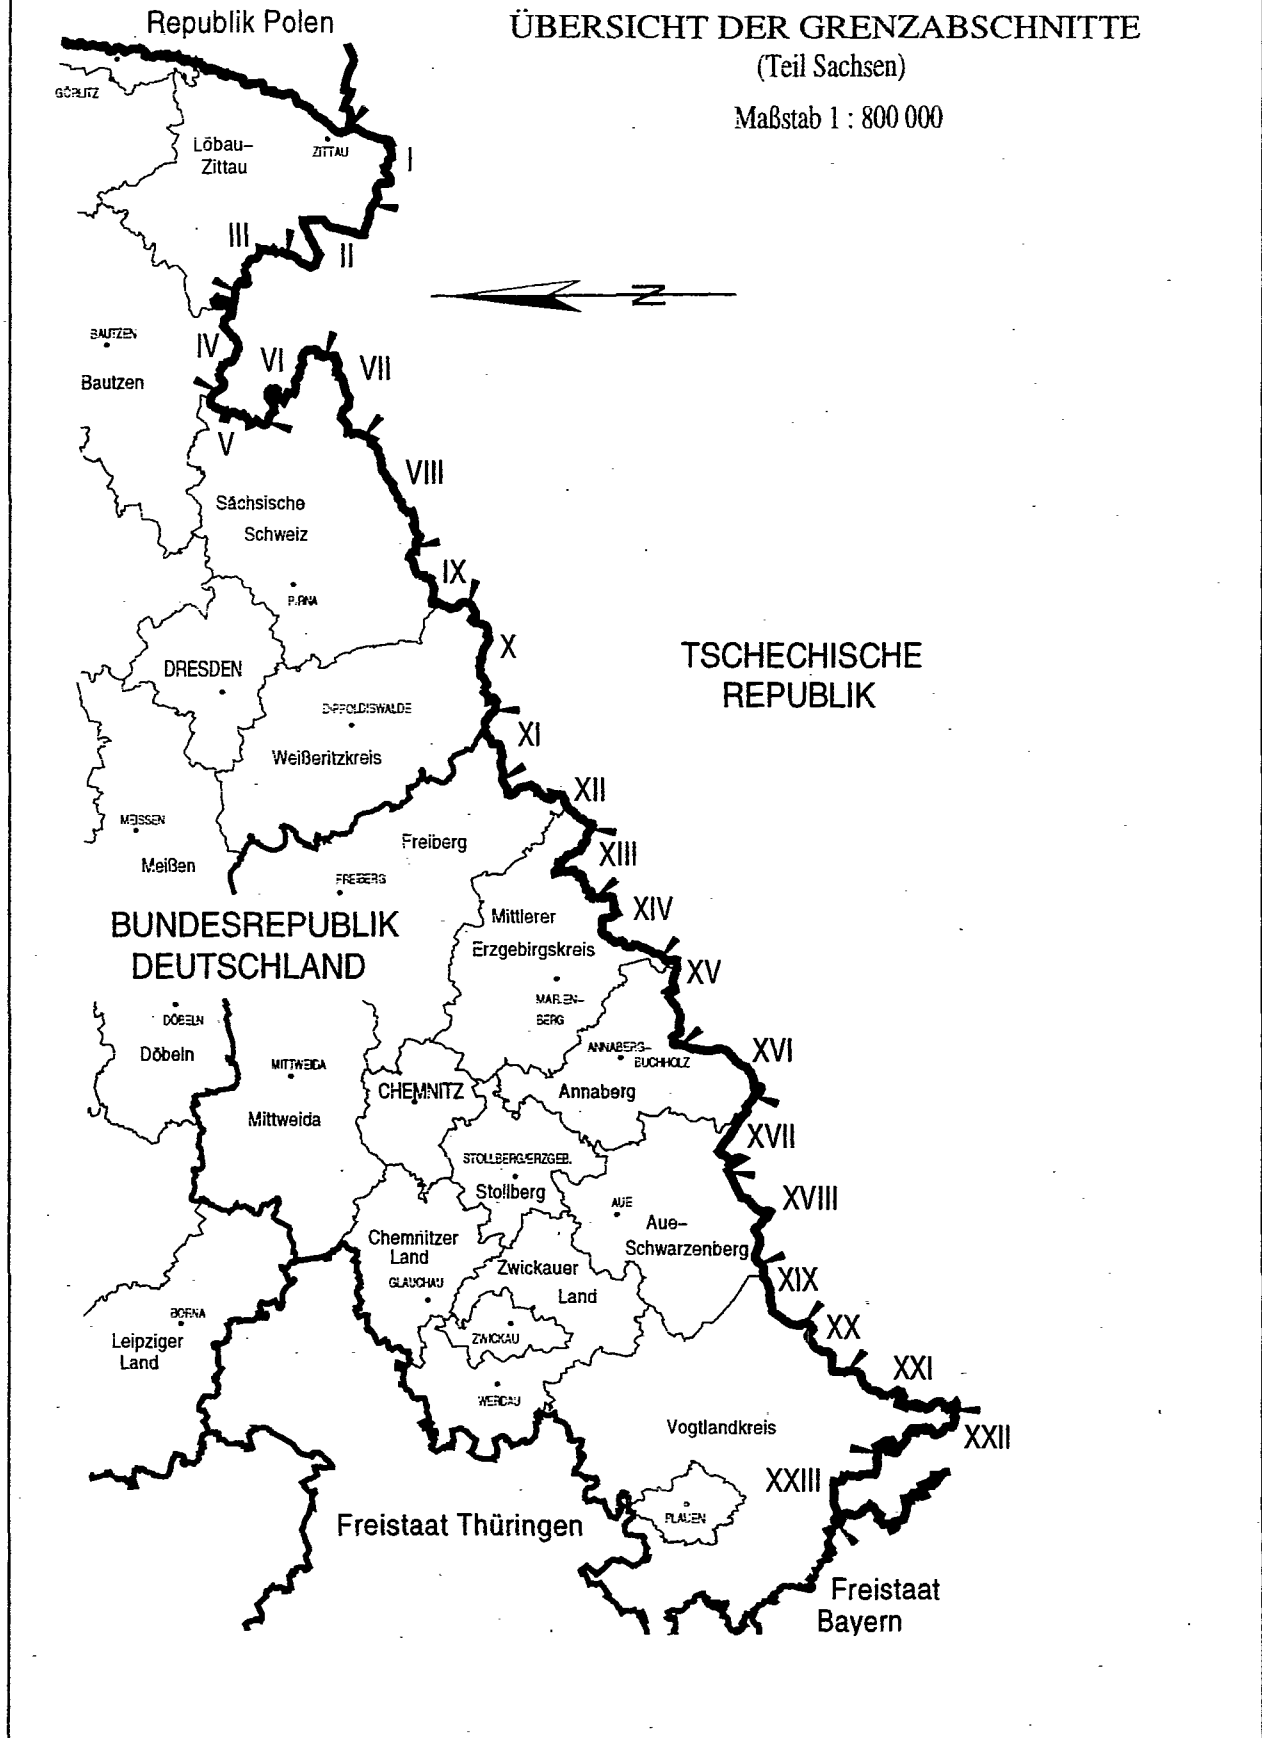 Republik Polen
ÜBERSICHT DER GRENZABSCHNITTE
(Teil Sachsen)
Maßstab 1 : 800 000
GÖRLITZ
Löbau-
Zittau
ZITTAU
I
II
III
N
BAUTZEN
Bautzen
IV
VI
VII
V
VIII
Sächsische
Schweiz
PIRNA
IX
X
TSCHECHISCHE
REPUBLIK
DRESDEN
DIPPOLDISWALDE
Weißeritzkreis
XI
XII
MEISSEN
Meißen
Freiberg
FREIBERG
XIII
XIV
BUNDESREPUBLIK
DEUTSCHLAND
Mittlerer
Erzgebirgskreis
MARIEN-
BERG
XV
DÖBELN
Döbeln
MITTWEIDA
Mittweida
CHEMNITZ
ANNABERG-
BUCHHOLZ
Annaberg
XVI
XVII
STOLLBERG/ERZGEB.
Stollberg
AUE
Aue-
Schwarzenberg
XVIII
Chemnitzer
Land
GLAUCHAU
Zwickauer
Land
XIX
BORNA
Leipziger
Land
ZWICKAU
XX
WERDAU
XXI
Vogtlandkreis
XXII
XXIII
PLAUEN
Freistaat Thüringen
Freistaat
Bayern